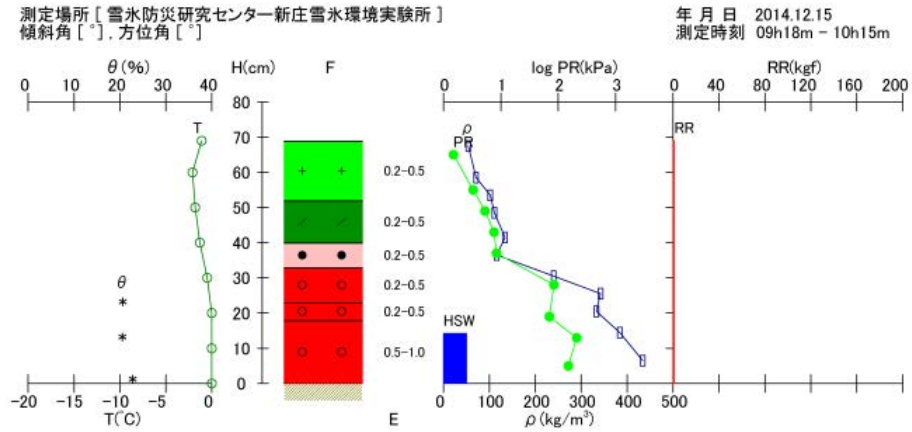 測定場所 [ 雪氷防災研究センター新庄雪氷環境実験所 ]
傾斜角 [ ° ] . 方位角 [ ° ]
年 月 日 2014.12.15
測定時刻 09h18m - 10h15m
θ(%) H(cm) F log PR(kPa) RR(kgf)
0 10 20 30 40 0 1 2 3 0 40 80 120 160 200
80
70
60
50
40
30
20
10
0
T
θ
0.2-0.5
0.2-0.5
0.2-0.5
0.2-0.5
0.2-0.5
0.5-1.0
ρ
PR
RR
HSW
-20 -15 -10 -5 0
T(℃)
E
0 100 200 300 400 500
ρ(kg/m³)